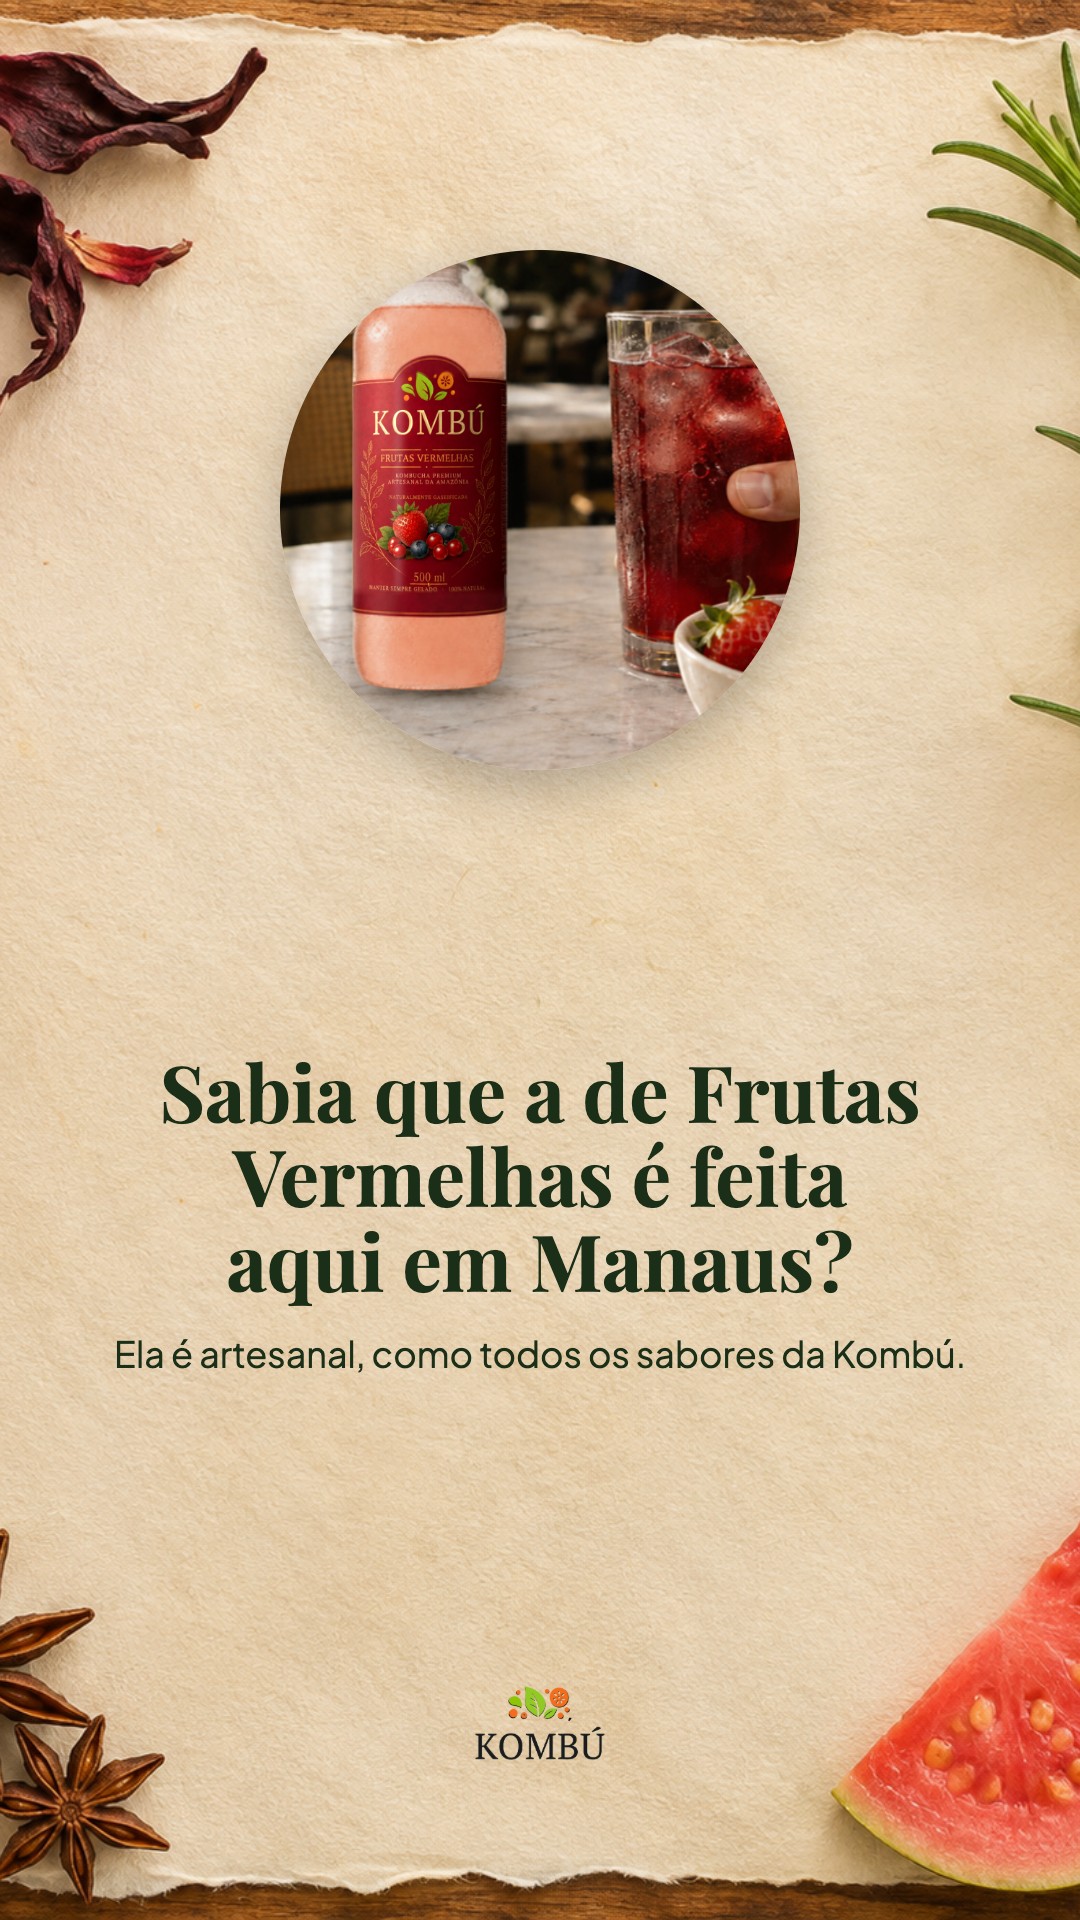 KOMBÚ
FRUTAS VERMELHAS
KOMBUCHA PREMIUM
ARTESANAL DA AMAZÔNIA
NATURALMENTE GASEIFICADA
500 ml
MANTER SEMPRE GELADO · 100% NATURAL
Sabia que a de Frutas
Vermelhas é feita
aqui em Manaus?
Ela é artesanal, como todos os sabores da Kombú.
KOMBÚ